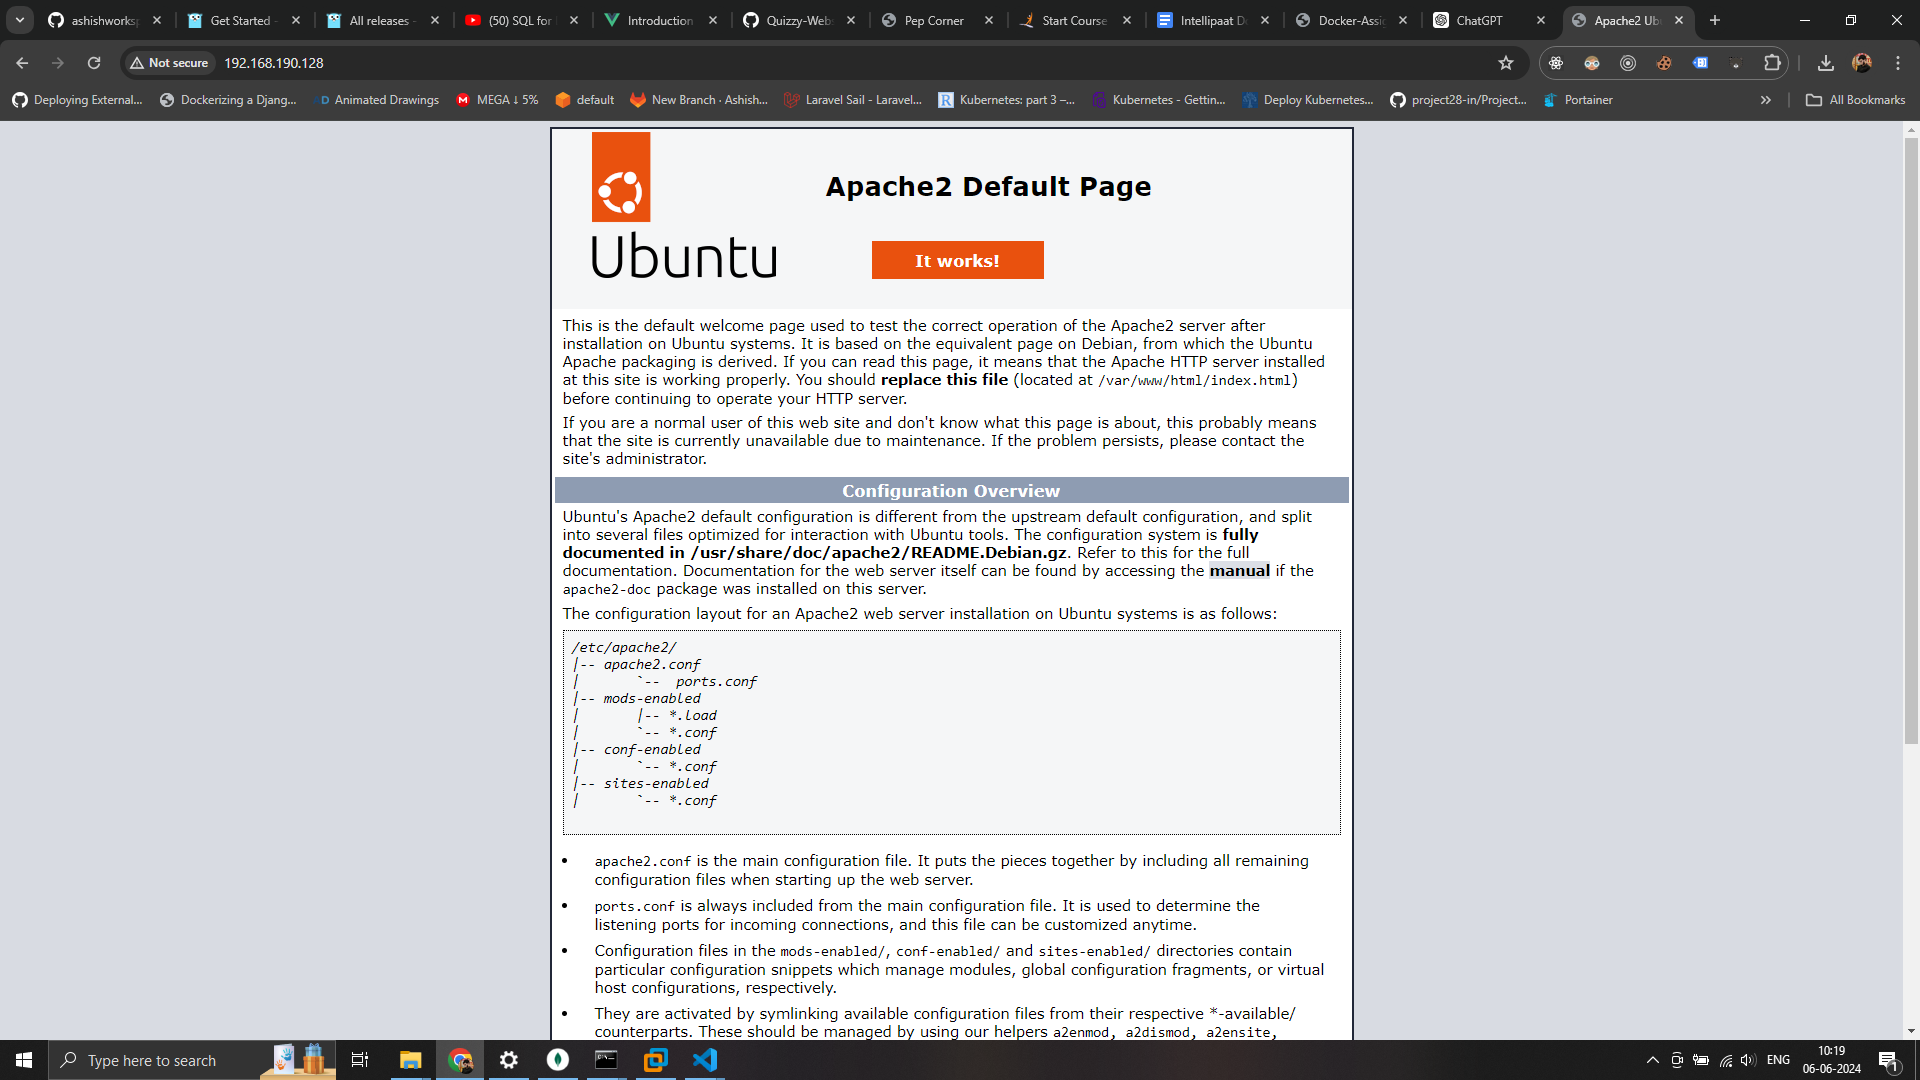 ashishworksp
Get Started -
All releases -
(50) SQL for
Introduction
Quizzy-Web
Pep Corner
Start Course
Intellipaat D
Docker-Assig
ChatGPT
Apache2 Ub
Not secure
192.168.190.128
Deploying External...
Dockerizing a Djang...
Animated Drawings
MEGA ↓ 5%
default
New Branch · Ashish...
Laravel Sail - Laravel...
Kubernetes: part 3 –...
Kubernetes - Gettin...
Deploy Kubernetes...
project28-in/Project...
Portainer
All Bookmarks
Ubuntu
Apache2 Default Page
It works!
This is the default welcome page used to test the correct operation of the Apache2 server after
installation on Ubuntu systems. It is based on the equivalent page on Debian, from which the Ubuntu
Apache packaging is derived. If you can read this page, it means that the Apache HTTP server installed
at this site is working properly. You should replace this file (located at /var/www/html/index.html)
before continuing to operate your HTTP server.
If you are a normal user of this web site and don't know what this page is about, this probably means
that the site is currently unavailable due to maintenance. If the problem persists, please contact the
site's administrator.
Configuration Overview
Ubuntu's Apache2 default configuration is different from the upstream default configuration, and split
into several files optimized for interaction with Ubuntu tools. The configuration system is fully
documented in /usr/share/doc/apache2/README.Debian.gz. Refer to this for the full
documentation. Documentation for the web server itself can be found by accessing the manual if the
apache2-doc package was installed on this server.
The configuration layout for an Apache2 web server installation on Ubuntu systems is as follows:
/etc/apache2/
|-- apache2.conf
|       `--  ports.conf
|-- mods-enabled
|       |-- *.load
|       `-- *.conf
|-- conf-enabled
|       `-- *.conf
|-- sites-enabled
|       `-- *.conf
• apache2.conf is the main configuration file. It puts the pieces together by including all remaining
configuration files when starting up the web server.
• ports.conf is always included from the main configuration file. It is used to determine the
listening ports for incoming connections, and this file can be customized anytime.
• Configuration files in the mods-enabled/, conf-enabled/ and sites-enabled/ directories contain
particular configuration snippets which manage modules, global configuration fragments, or virtual
host configurations, respectively.
• They are activated by symlinking available configuration files from their respective *-available/
counterparts. These should be managed by using our helpers a2enmod, a2dismod, a2ensite,
Type here to search
ENG
10:19
06-06-2024
1